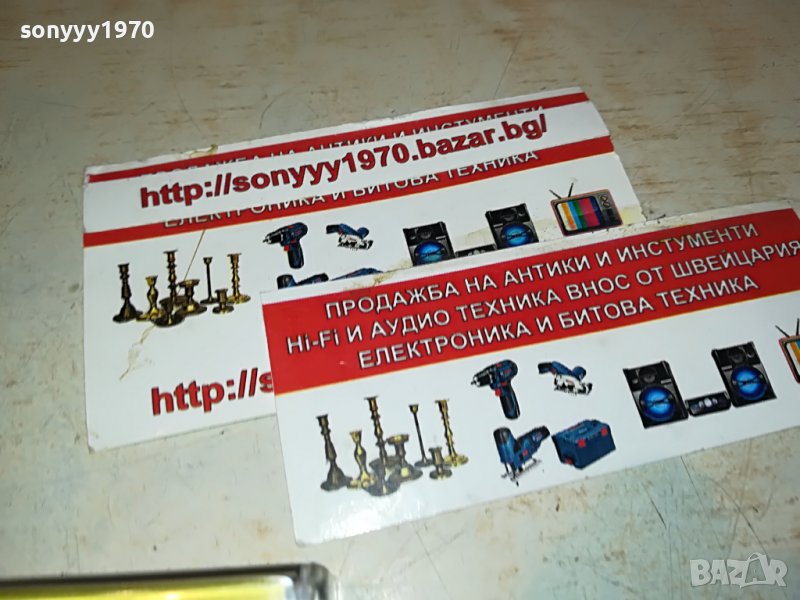 sonyyy1970
ПРОДАЖБА НА АНТИКИ И ИНСТУМЕНТИ
http://sonyyy1970.bazar.bg/
ЕЛЕКТРОНИКА И БИТОВА ТЕХНИКА
http://s
ПРОДАЖБА НА АНТИКИ И ИНСТУМЕНТИ
Hi-Fi И АУДИО ТЕХНИКА ВНОС ОТ ШВЕЙЦАРИЯ
ЕЛЕКТРОНИКА И БИТОВА ТЕХНИКА
BAZAR